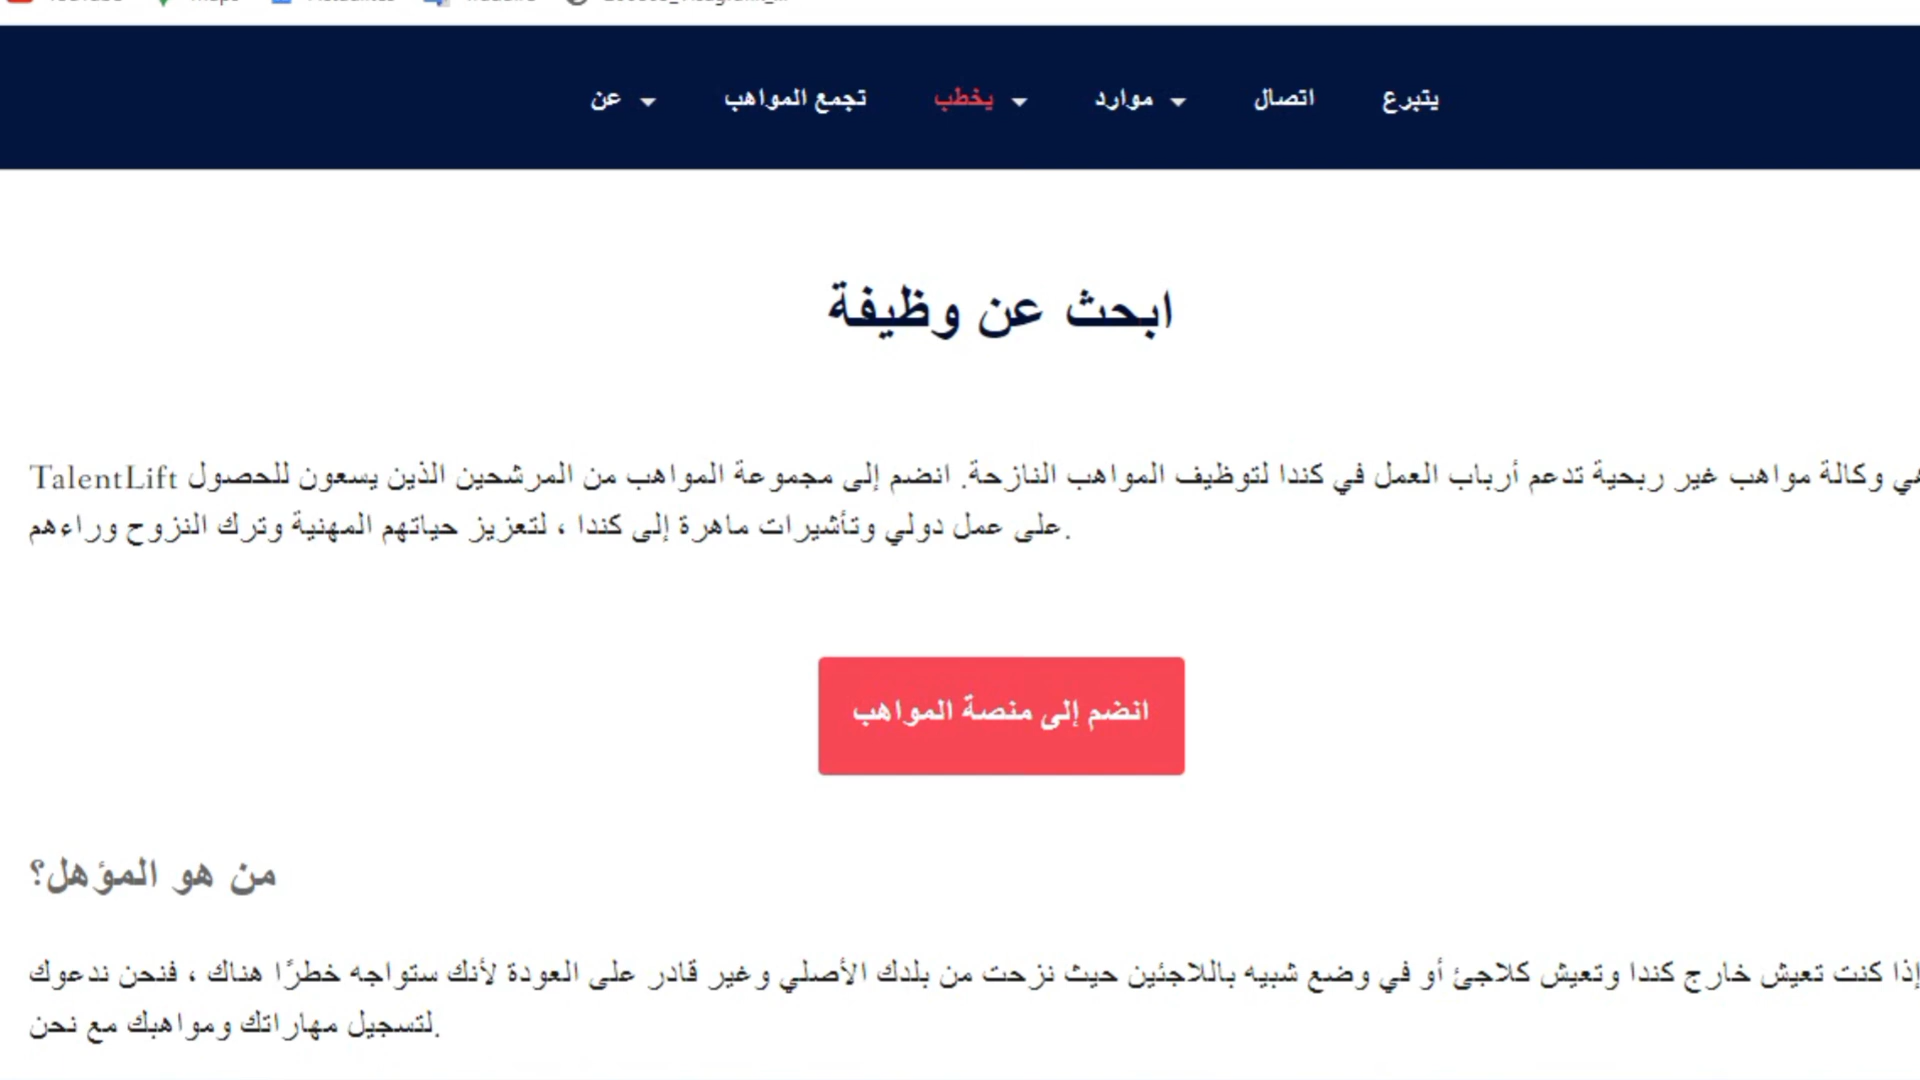 عن
تجمع المواهب
يخطب
موارد
اتصال
يتبرع
ابحث عن وظيفة
TalentLift هي وكالة مواهب غير ربحية تدعم أرباب العمل في كندا لتوظيف المواهب النازحة. انضم إلى مجموعة المواهب من المرشحين الذين يسعون للحصول
على عمل دولي وتأشيرات ماهرة إلى كندا ، لتعزيز حياتهم المهنية وترك النزوح وراءهم.
انضم إلى منصة المواهب
من هو المؤهل؟
إذا كنت تعيش خارج كندا وتعيش كلاجئ أو في وضع شبيه باللاجئين حيث نزحت من بلدك الأصلي وغير قادر على العودة لأنك ستواجه خطرًا هناك ، فنحن ندعوك
لتسجيل مهاراتك ومواهبك مع نحن.